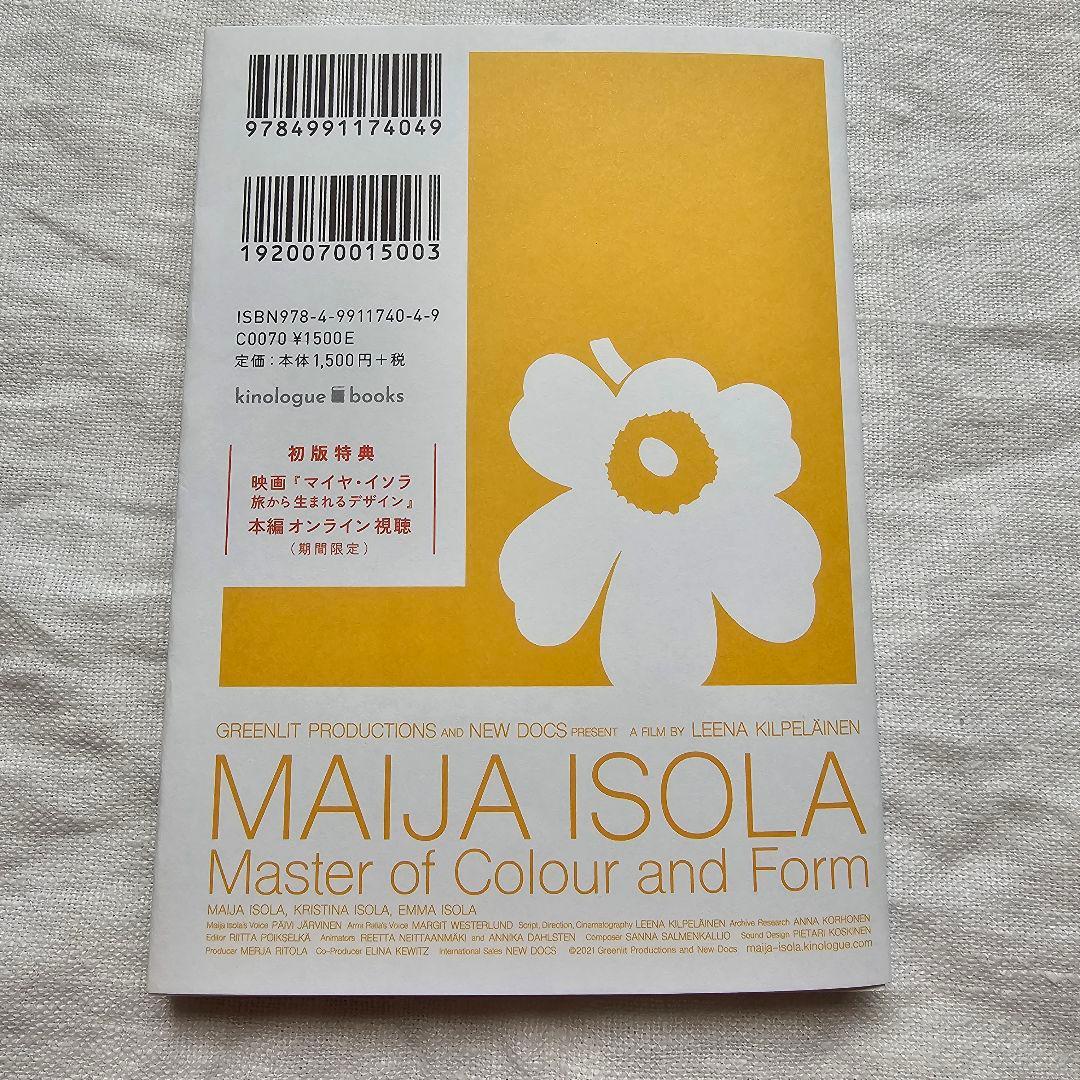 9784991174049
1920070015003
ISBN978-4-9911740-4-9
C0070 ¥1500E
定価：本体1,500円＋税
kinologue books
初版特典
映画『マイヤ・イソラ
旅から生まれるデザイン』
本編オンライン視聴
（期間限定）
GREENLIT PRODUCTIONS AND NEW DOCS PRESENT A FILM BY LEENA KILPELÄINEN
MAIJA ISOLA
Master of Colour and Form
MAIJA ISOLA, KRISTINA ISOLA, EMMA ISOLA
Maija Isola's Voice PÄIVI JÄRVINEN Armi Ratia's Voice MARGIT WESTERLUND Script, Direction, Cinematography LEENA KILPELÄINEN Archive Research ANNA KORHONEN
Editor RIITTA POIKSELKÄ Animators REETTA NEITTAANMÄKI and ANNIKA DAHLSTEN Composer SANNA SALMENKALLIO Sound Design PIETARI KOSKINEN
Producer MERJA RITOLA Co-Producer ELINA KEWITZ International Sales NEW DOCS ©2021 Greenlit Productions and New Docs maija-isola.kinologue.com